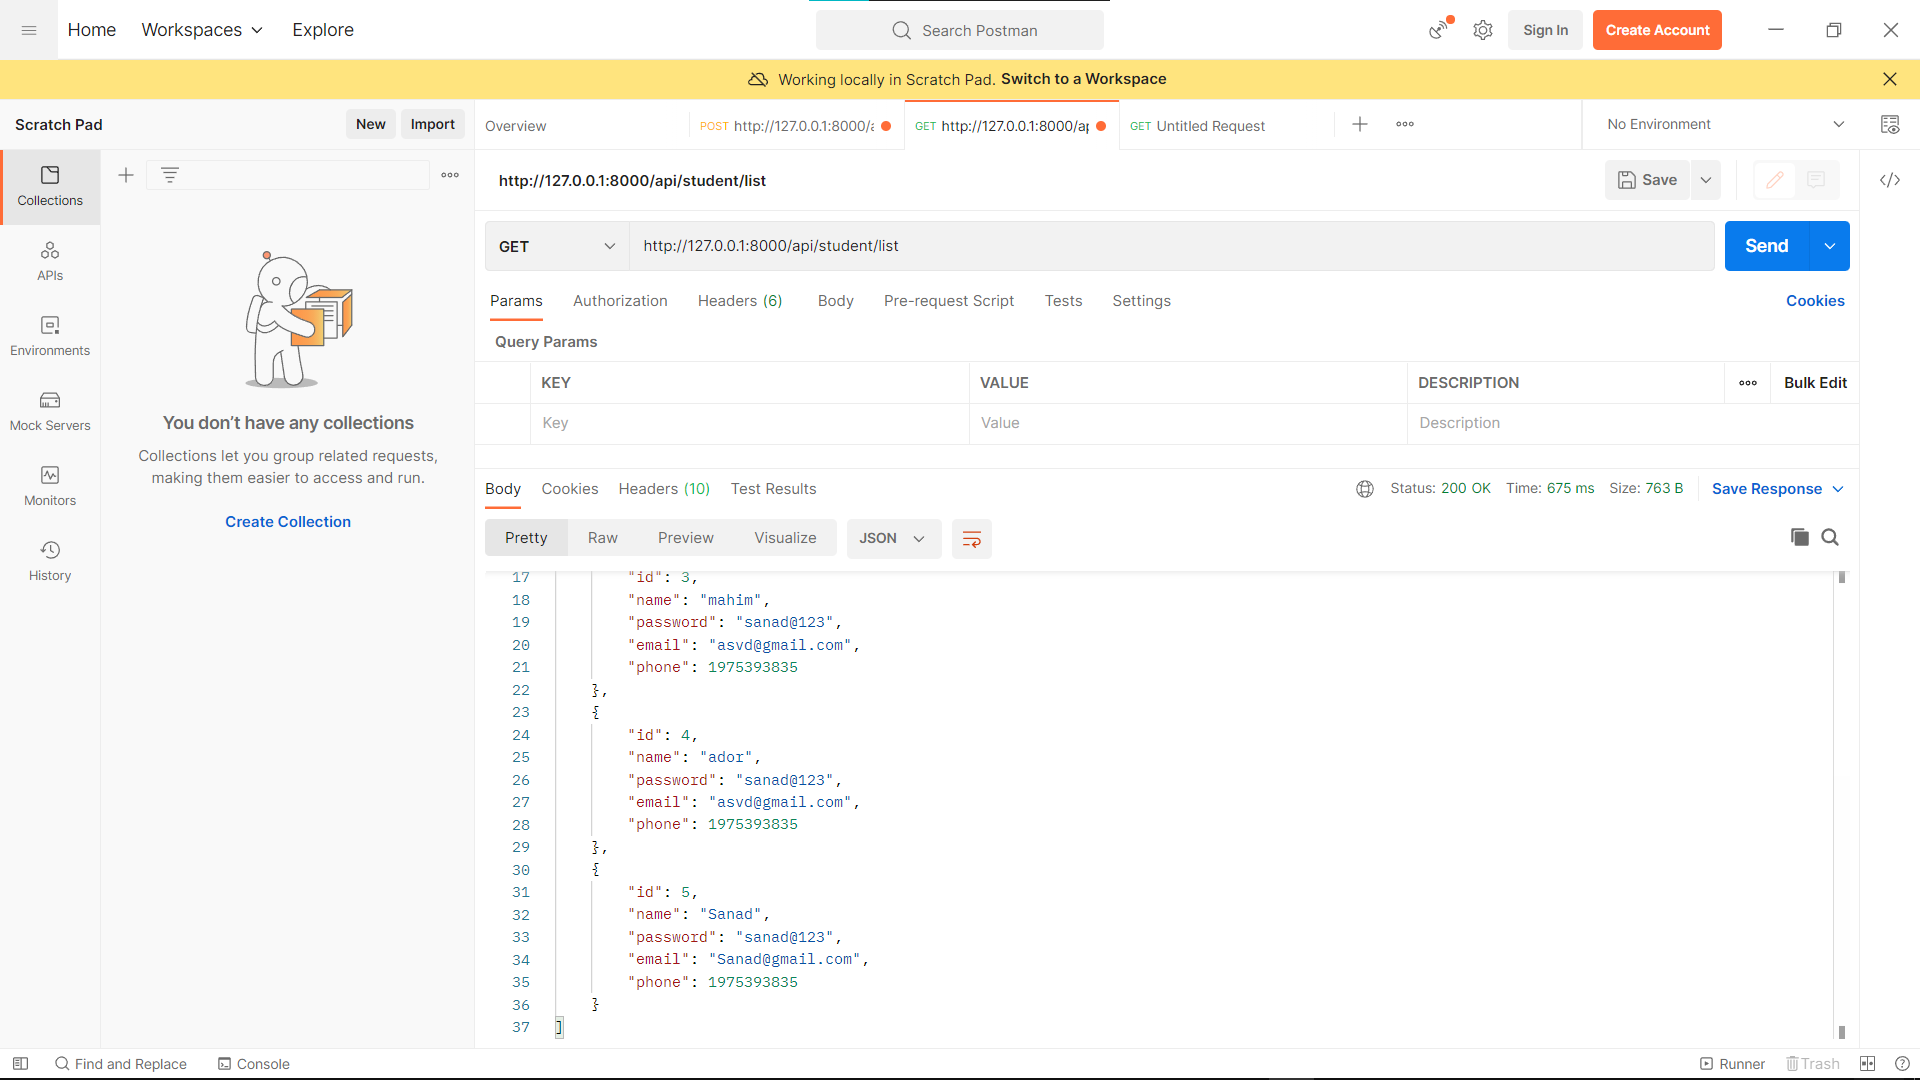 Home
Workspaces
Explore
Search Postman
Sign In
Create Account
Working locally in Scratch Pad. Switch to a Workspace
Scratch Pad
New
Import
Overview
POST http://127.0.0.1:8000/a
GET http://127.0.0.1:8000/ap
GET Untitled Request
No Environment
Collections
APIs
Environments
Mock Servers
Monitors
History
You don’t have any collections
Collections let you group related requests,
making them easier to access and run.
Create Collection
http://127.0.0.1:8000/api/student/list
Save
GET
http://127.0.0.1:8000/api/student/list
Send
Params
Authorization
Headers (6)
Body
Pre-request Script
Tests
Settings
Cookies
Query Params
KEY
VALUE
DESCRIPTION
Bulk Edit
Key
Value
Description
Body
Cookies
Headers (10)
Test Results
Status: 200 OK
Time: 675 ms
Size: 763 B
Save Response
Pretty
Raw
Preview
Visualize
JSON
17 "id": 3,
18 "name": "mahim",
19 "password": "sanad@123",
20 "email": "asvd@gmail.com",
21 "phone": 1975393835
22 },
23 {
24 "id": 4,
25 "name": "ador",
26 "password": "sanad@123",
27 "email": "asvd@gmail.com",
28 "phone": 1975393835
29 },
30 {
31 "id": 5,
32 "name": "Sanad",
33 "password": "sanad@123",
34 "email": "Sanad@gmail.com",
35 "phone": 1975393835
36 }
37 ]
Find and Replace
Console
Runner
Trash